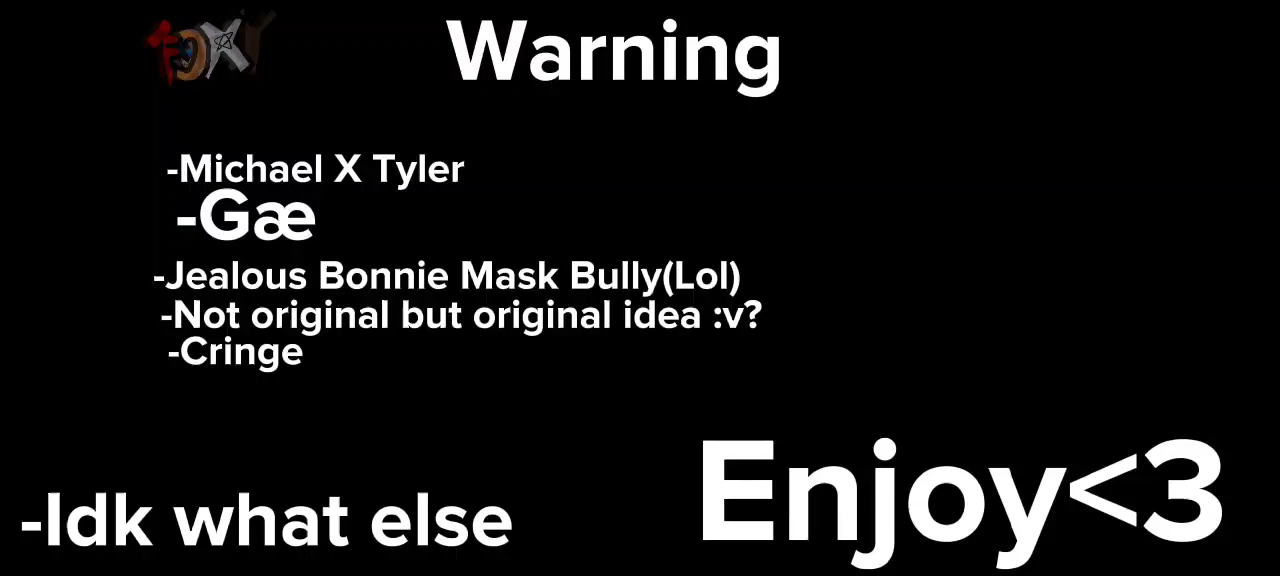 FOXY
Warning
-Michael X Tyler
-Gæ
-Jealous Bonnie Mask Bully(Lol)
-Not original but original idea :v?
-Cringe
-Idk what else
Enjoy<3